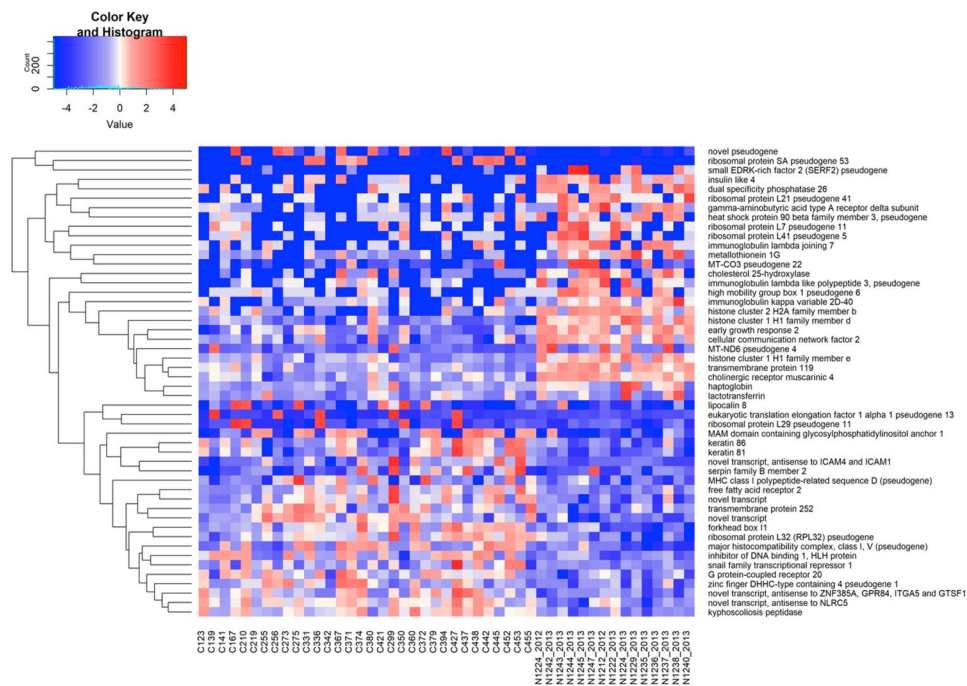 Color Key
and Histogram
Count
0
200
-4
-2
0
2
4
Value
novel pseudogene
ribosomal protein SA pseudogene 53
small EDRK-rich factor 2 (SERF2) pseudogene
insulin like 4
dual specificity phosphatase 26
ribosomal protein L21 pseudogene 41
gamma-aminobutyric acid type A receptor delta subunit
heat shock protein 90 beta family member 3, pseudogene
ribosomal protein L7 pseudogene 11
ribosomal protein L41 pseudogene 5
immunoglobulin lambda joining 7
metallothionein 1G
MT-CO3 pseudogene 22
cholesterol 25-hydroxylase
immunoglobulin lambda like polypeptide 3, pseudogene
high mobility group box 1 pseudogene 6
immunoglobulin kappa variable 2D-40
histone cluster 2 H2A family member b
histone cluster 1 H1 family member d
early growth response 2
cellular communication network factor 2
MT-ND6 pseudogene 4
histone cluster 1 H1 family member e
transmembrane protein 119
cholinergic receptor muscarinic 4
haptoglobin
lactotransferrin
lipocalin 8
eukaryotic translation elongation factor 1 alpha 1 pseudogene 13
ribosomal protein L29 pseudogene 11
MAM domain containing glycosylphosphatidylinositol anchor 1
keratin 86
keratin 81
novel transcript, antisense to ICAM4 and ICAM1
serpin family B member 2
MHC class I polypeptide-related sequence D (pseudogene)
free fatty acid receptor 2
novel transcript
transmembrane protein 252
novel transcript
forkhead box I1
ribosomal protein L32 (RPL32) pseudogene
major histocompatibility complex, class I, V (pseudogene)
inhibitor of DNA binding 1, HLH protein
snail family transcriptional repressor 1
G protein-coupled receptor 20
zinc finger DHHC-type containing 4 pseudogene 1
novel transcript, antisense to ZNF385A, GPR84, ITGA5 and GTSF1
novel transcript, antisense to NLRC5
kyphoscoliosis peptidase
C123
C139
C141
C167
C210
C219
C255
C256
C273
C275
C331
C336
C342
C367
C371
C374
C380
C421
C299
C350
C360
C372
C379
C394
C427
C437
C438
C442
C445
C452
C453
C455
N1224_2012
N1242_2013
N1243_2013
N1244_2013
N1245_2013
N1247_2013
N1212_2012
N1222_2013
N1224_2013
N1229_2013
N1235_2013
N1236_2013
N1237_2013
N1238_2013
N1240_2013